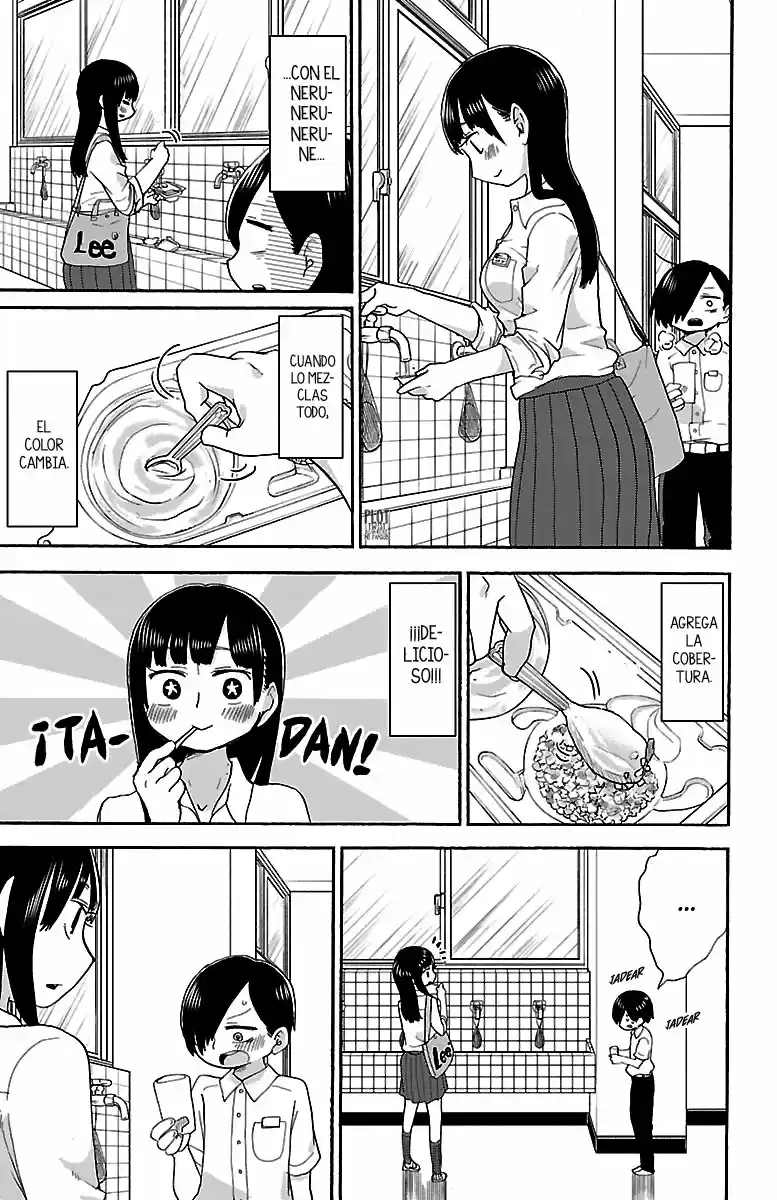 ...CON EL
NERU-
NERU-
NERU-
NE...
Lee
CUANDO
LO MEZ-
CLAS
TODO,
EL
COLOR
CAMBIA.
PLOT
AGREGA
LA
COBER-
TURA.
¡¡¡DE-
LICIO-
SO!!!
¡TA-
DAN!
...
JADEAR
JADEAR
Lee